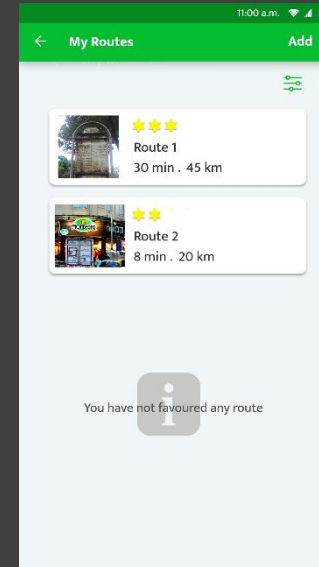 11:00 a.m.
My Routes
Add
Route 1
30 min . 45 km
Route 2
8 min . 20 km
You have not favoured any route